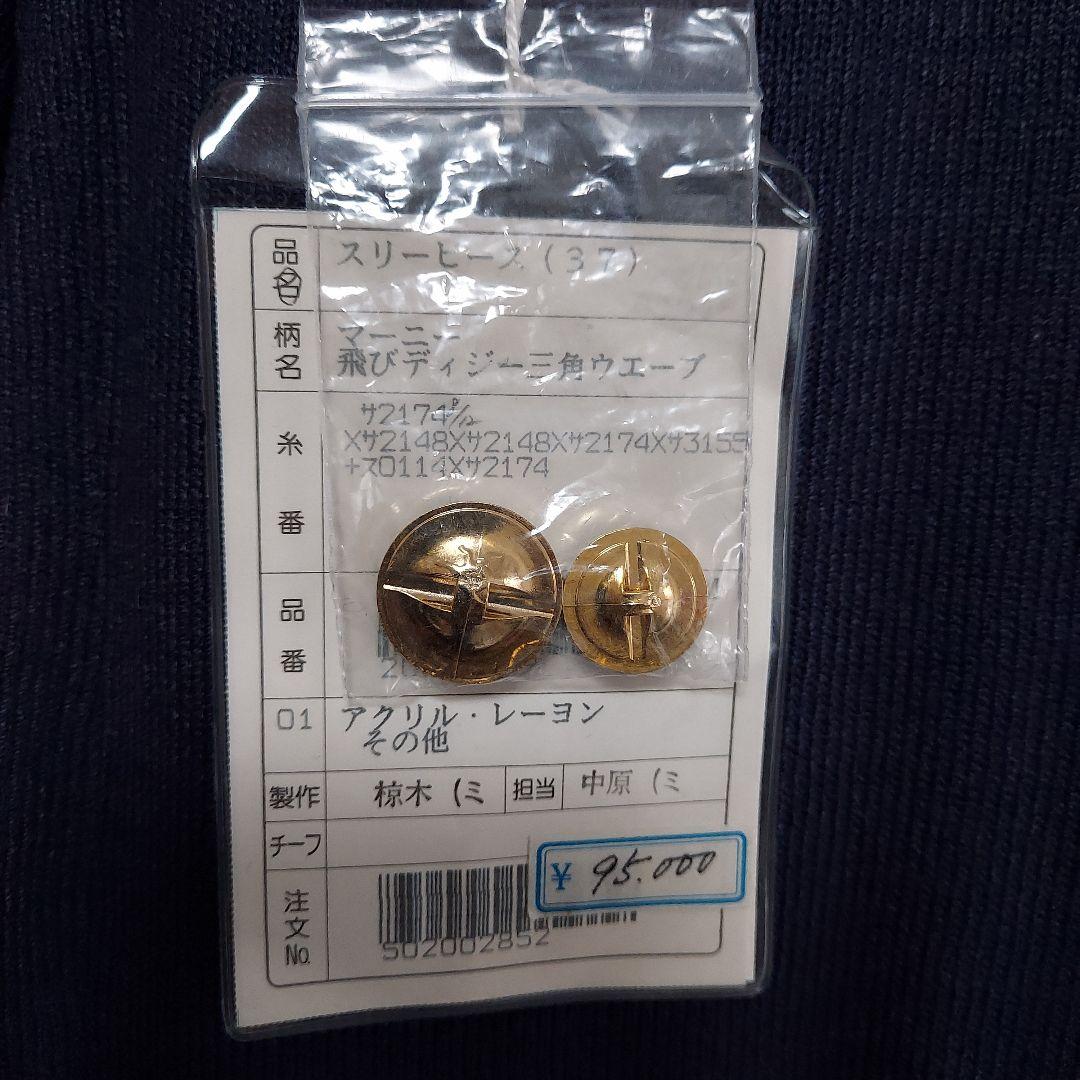 品名 スリーピース (37)
柄名 マーニー
飛びディジー三角ウエーブ
糸番 ｻ2174
Xｻ2148Xｻ2148Xｻ2174Xｻ3155
+ｽ0114Xｻ2174
品番
01 アクリル・レーヨン
その他
製作 椋木 (ミ 担当 中原 (ミ
チーフ
¥ 95.000
注文No.
502002852